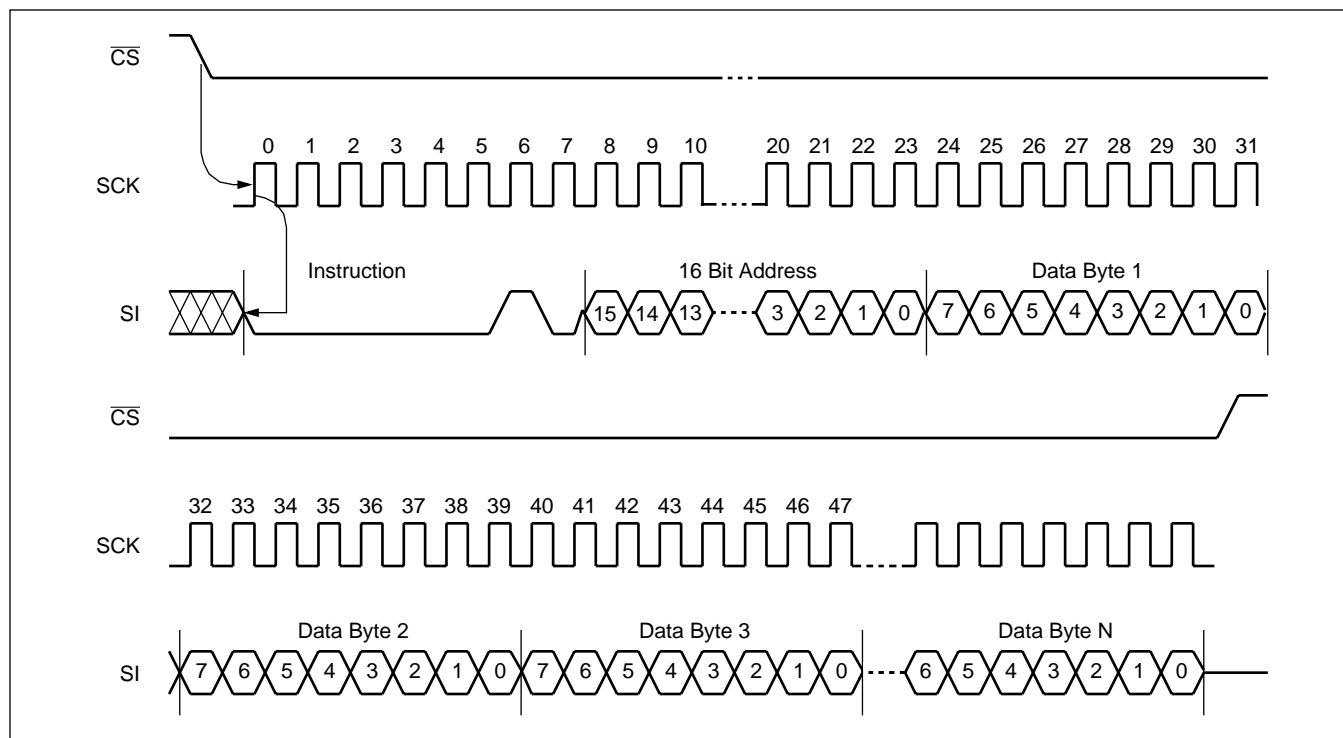 CS
0 1 2 3 4 5 6 7 8 9 10 20 21 22 23 24 25 26 27 28 29 30 31
SCK
Instruction 16 Bit Address Data Byte 1
SI 15 14 13 3 2 1 0 7 6 5 4 3 2 1 0
CS
32 33 34 35 36 37 38 39 40 41 42 43 44 45 46 47
SCK
Data Byte 2 Data Byte 3 Data Byte N
SI 7 6 5 4 3 2 1 0 7 6 5 4 3 2 1 0 6 5 4 3 2 1 0